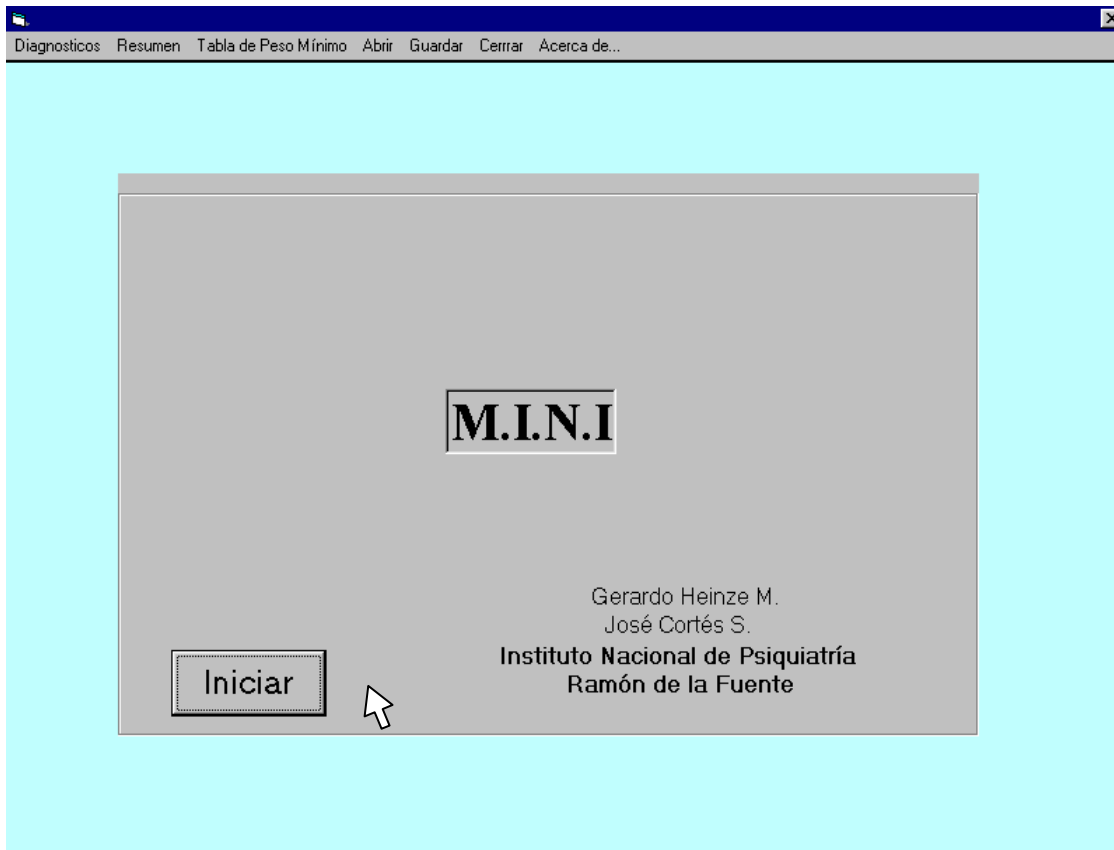 Diagnosticos Resumen Tabla de Peso Mínimo Abrir Guardar Cerrrar Acerca de...
M.I.N.I
Gerardo Heinze M.
José Cortés S.
Instituto Nacional de Psiquiatría
Ramón de la Fuente
Iniciar